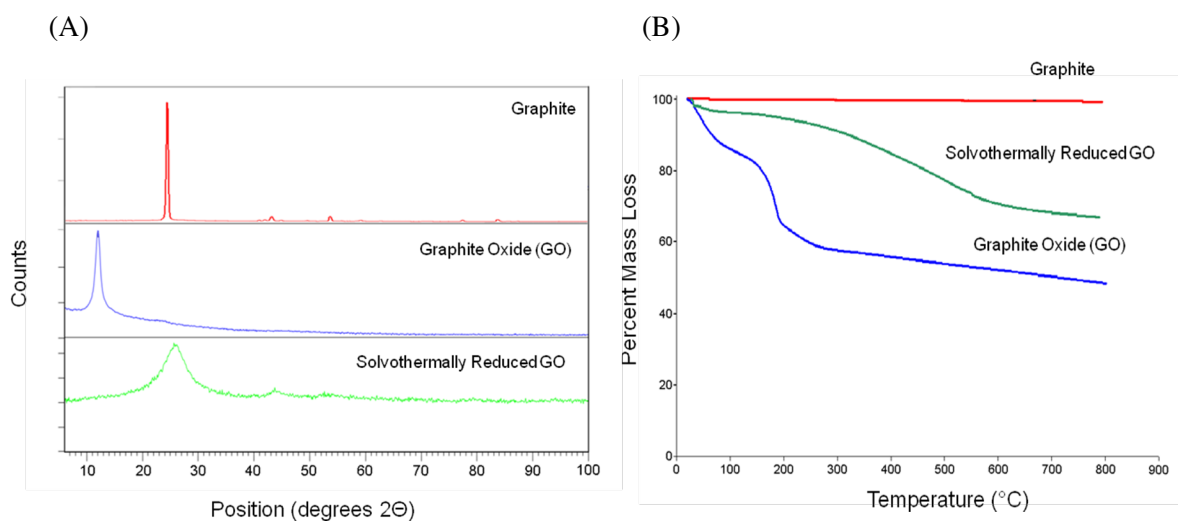 (A)
Graphite
Graphite Oxide (GO)
Solvothermally Reduced GO
Counts
10 20 30 40 50 60 70 80 90 100
Position (degrees 2Θ)
(B)
Graphite
Solvothermally Reduced GO
Graphite Oxide (GO)
Percent Mass Loss
100
80
60
40
20
0
0 100 200 300 400 500 600 700 800 900
Temperature (°C)